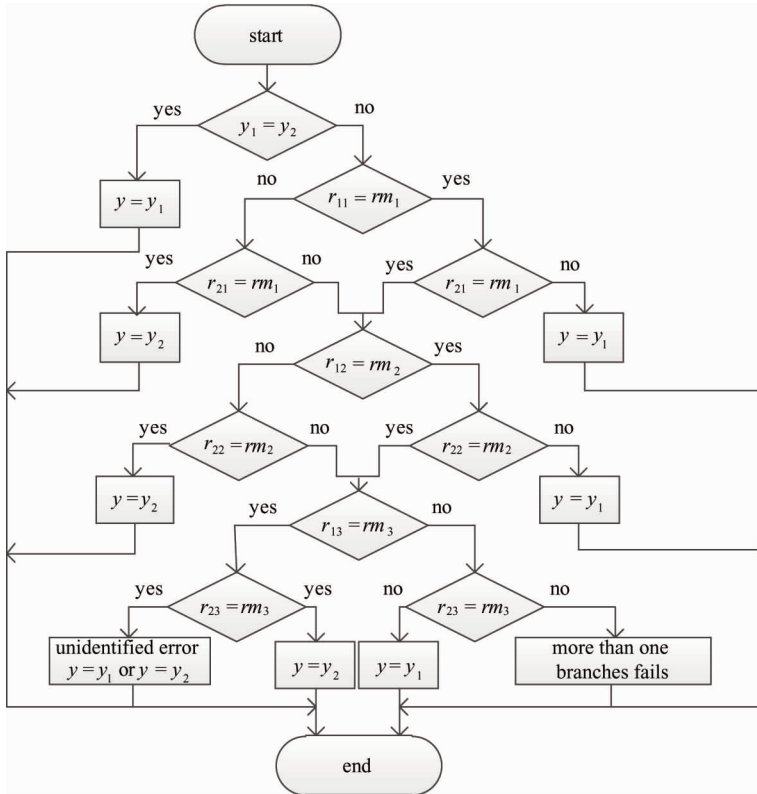 start
yes
no
y₁ = y₂
no
yes
y = y₁
r₁₁ = rm₁
yes
no
yes
no
r₂₁ = rm₁
r₂₁ = rm₁
y = y₂
y = y₁
no
yes
r₁₂ = rm₂
yes
no
yes
no
r₂₂ = rm₂
r₂₂ = rm₂
y = y₂
y = y₁
yes
no
r₁₃ = rm₃
yes
yes
no
no
r₂₃ = rm₃
r₂₃ = rm₃
unidentified error
y = y₁ or y = y₂
y = y₂
y = y₁
more than one
branches fails
end